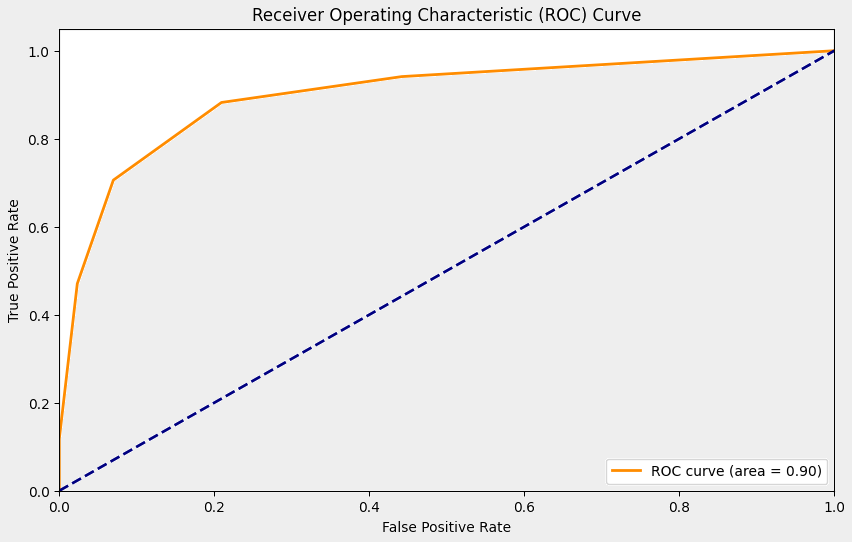 Receiver Operating Characteristic (ROC) Curve
1.0
0.8
0.6
0.4
0.2
0.0
True Positive Rate
ROC curve (area = 0.90)
0.0 0.2 0.4 0.6 0.8 1.0
False Positive Rate